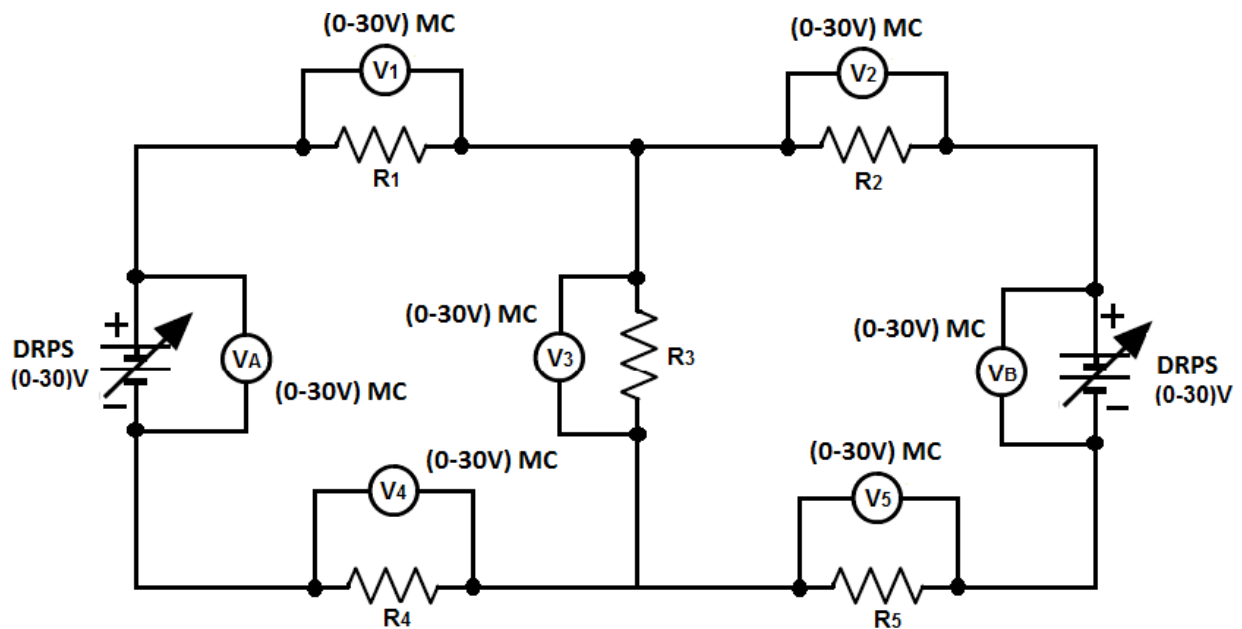 (0-30V) MC
V1
R1
(0-30V) MC
V2
R2
+
DRPS
(0-30)V
−
VA
(0-30V) MC
(0-30V) MC
V3
R3
(0-30V) MC
VB
+
DRPS
(0-30)V
−
(0-30V) MC
V4
R4
(0-30V) MC
V5
R5